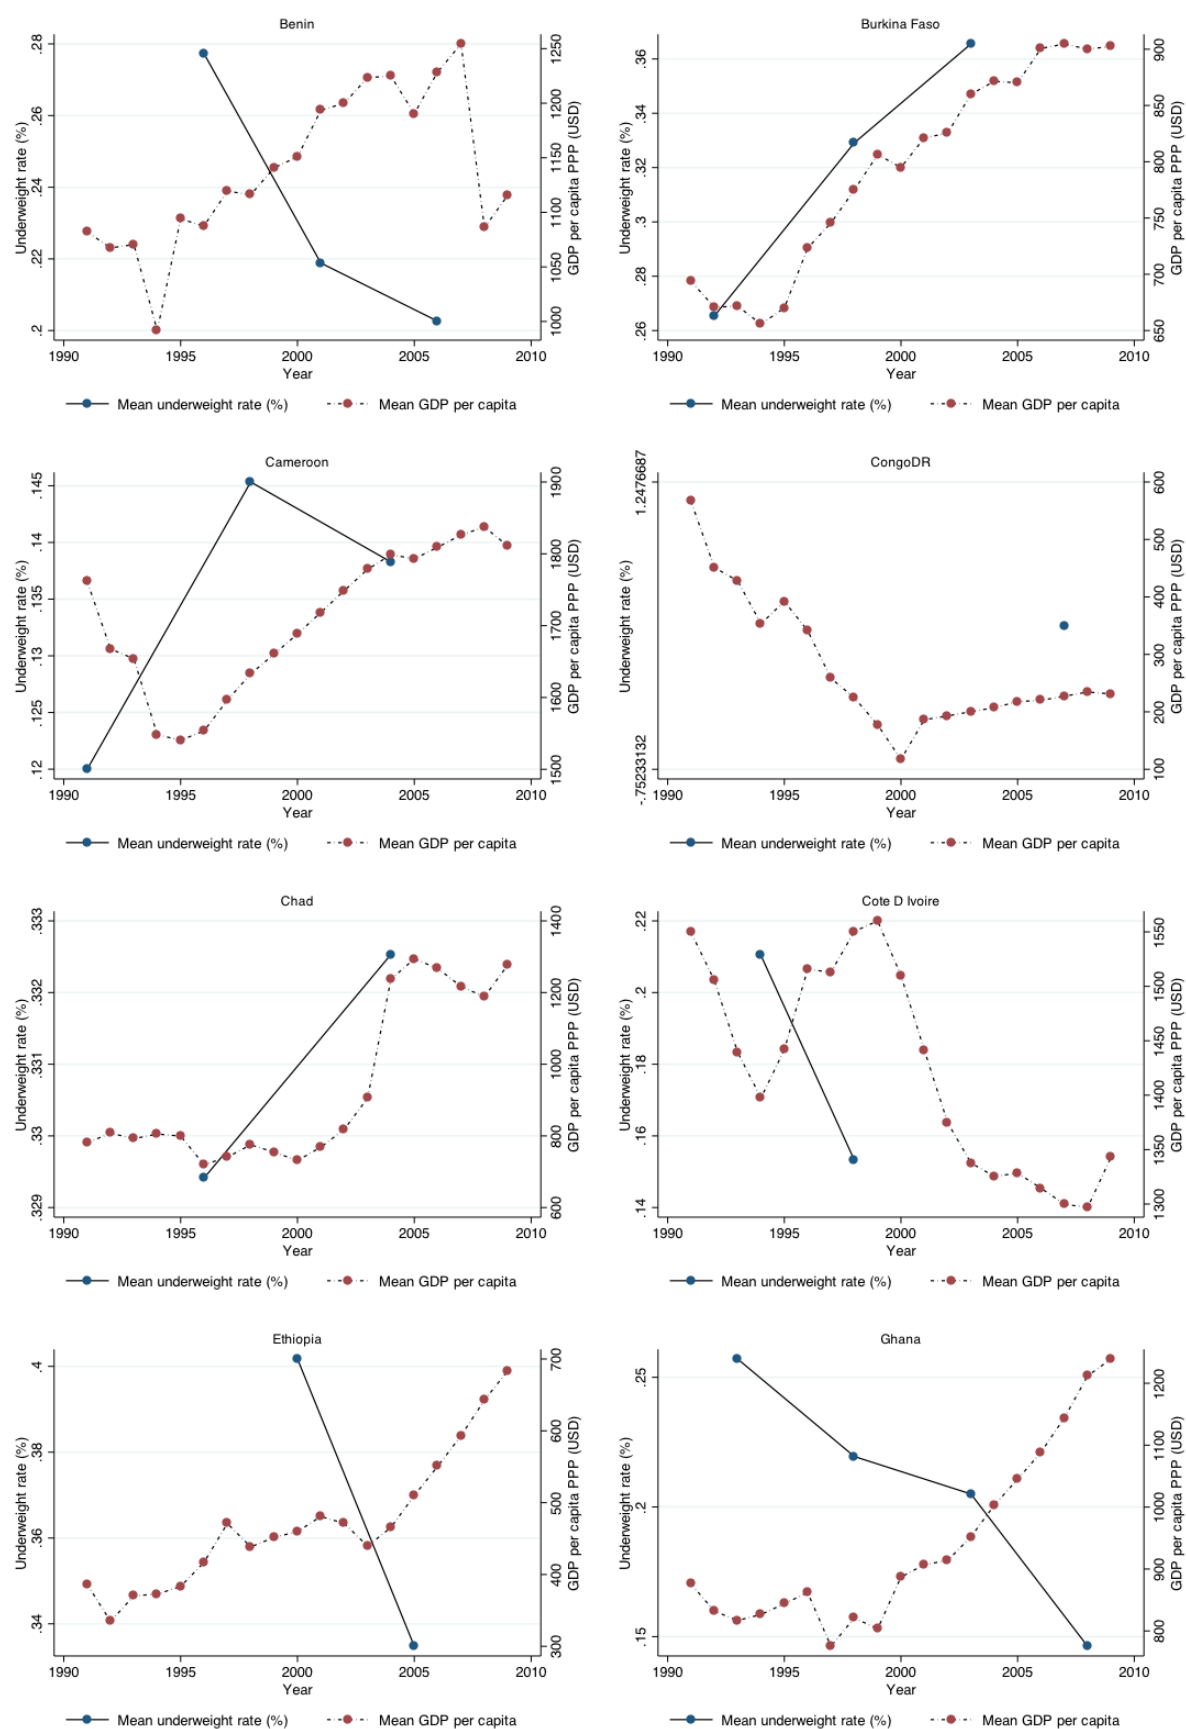 Benin
Underweight rate (%)
.28
.26
.24
.22
.2
1250
1200
1150
1100
1050
1000
GDP per capita PPP (USD)
1990 1995 2000 2005 2010
Year
Mean underweight rate (%) Mean GDP per capita
Burkina Faso
Underweight rate (%)
.36
.34
.32
.3
.28
.26
900
850
800
750
700
650
GDP per capita PPP (USD)
1990 1995 2000 2005 2010
Year
Mean underweight rate (%) Mean GDP per capita
Cameroon
Underweight rate (%)
.145
.14
.135
.13
.125
.12
1900
1800
1700
1600
1500
GDP per capita PPP (USD)
1990 1995 2000 2005 2010
Year
Mean underweight rate (%) Mean GDP per capita
CongoDR
Underweight rate (%)
1.2476687
-.75233132
600
500
400
300
200
100
GDP per capita PPP (USD)
1990 1995 2000 2005 2010
Year
Mean underweight rate (%) Mean GDP per capita
Chad
Underweight rate (%)
.333
.332
.331
.33
.329
1400
1200
1000
800
600
GDP per capita PPP (USD)
1990 1995 2000 2005 2010
Year
Mean underweight rate (%) Mean GDP per capita
Cote D Ivoire
Underweight rate (%)
.22
.2
.18
.16
.14
1550
1500
1450
1400
1350
1300
GDP per capita PPP (USD)
1990 1995 2000 2005 2010
Year
Mean underweight rate (%) Mean GDP per capita
Ethiopia
Underweight rate (%)
.4
.38
.36
.34
700
600
500
400
300
GDP per capita PPP (USD)
1990 1995 2000 2005 2010
Year
Mean underweight rate (%) Mean GDP per capita
Ghana
Underweight rate (%)
.25
.2
.15
1200
1100
1000
900
800
GDP per capita PPP (USD)
1990 1995 2000 2005 2010
Year
Mean underweight rate (%) Mean GDP per capita